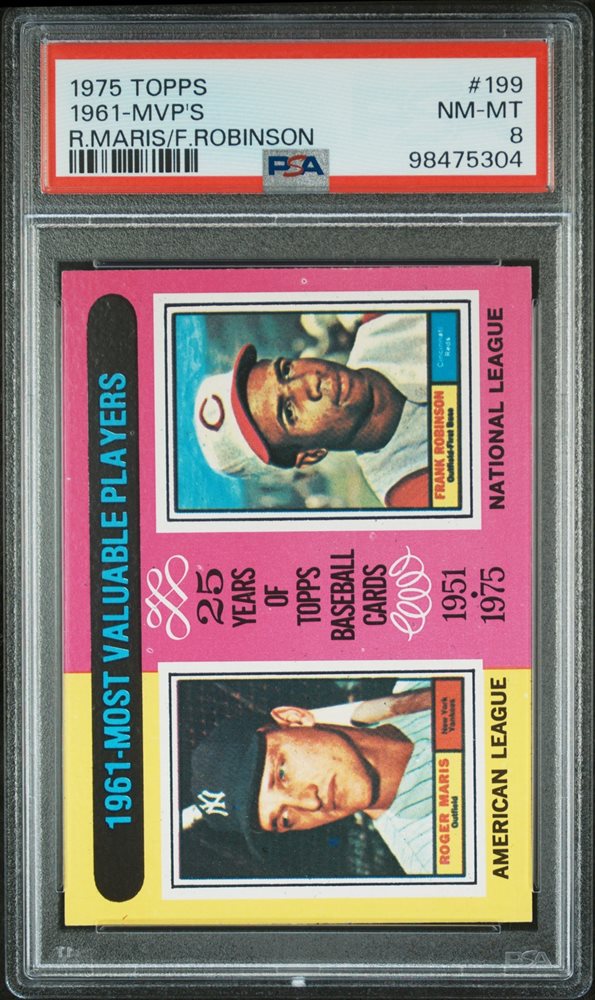 1975 TOPPS #199
1961-MVP'S NM-MT
R.MARIS/F.ROBINSON 8
PSA 98475304
1961-MOST VALUABLE PLAYERS
ROGER MARIS
Outfield
New York
Yankees
AMERICAN LEAGUE
25
YEARS
OF
TOPPS
BASEBALL
CARDS
1951
1975
C
FRANK ROBINSON
Outfield-First Base
Cincinnati
Reds
NATIONAL LEAGUE
NY
PSA